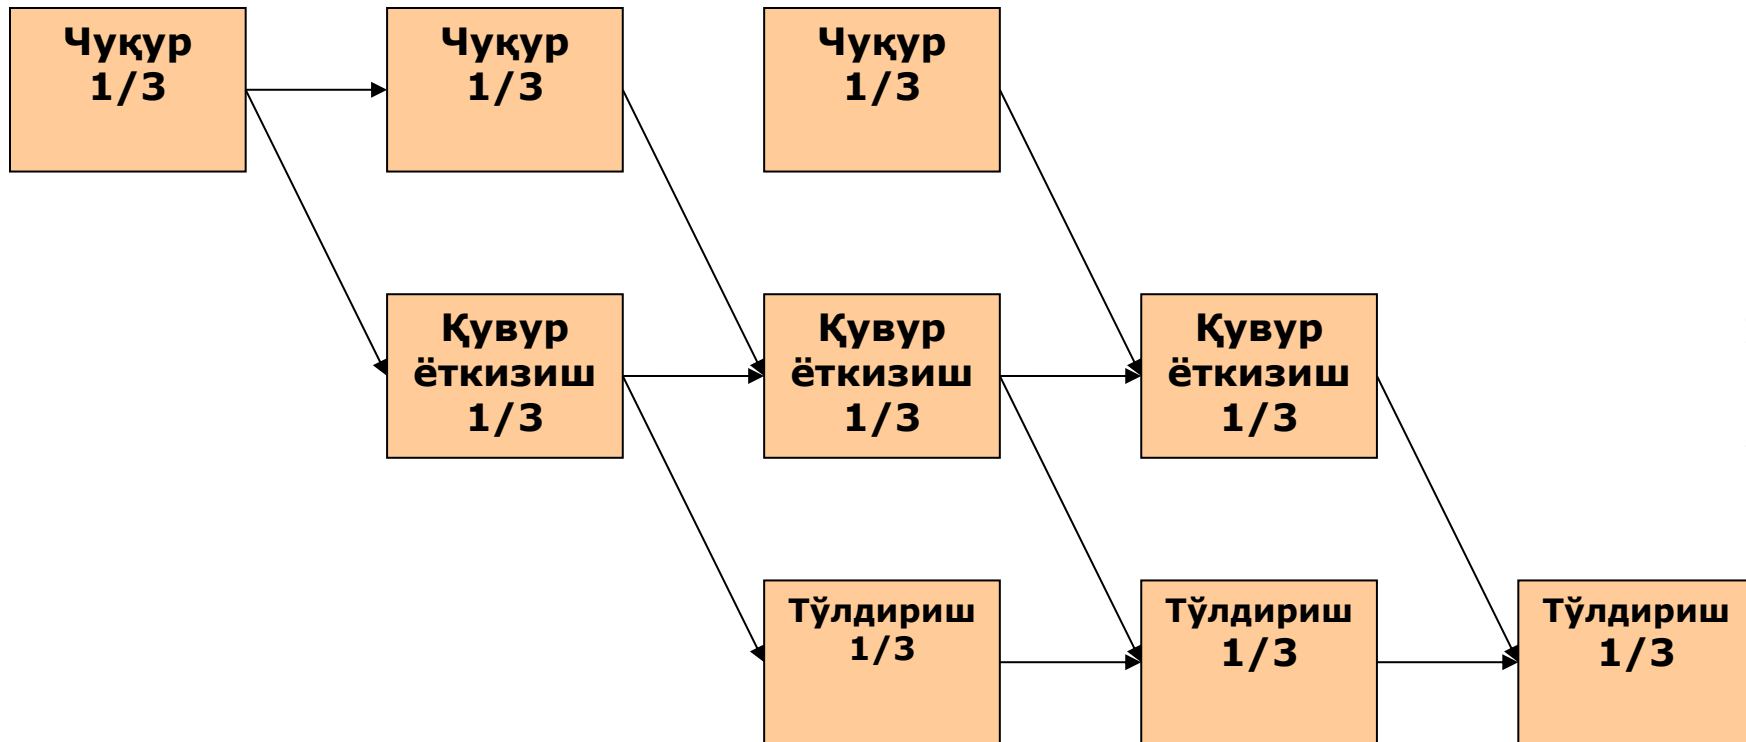 Чуқур
1/3
Чуқур
1/3
Чуқур
1/3
Қувур
ёткизиш
1/3
Қувур
ёткизиш
1/3
Қувур
ёткизиш
1/3
Тўлдириш
1/3
Тўлдириш
1/3
Тўлдириш
1/3